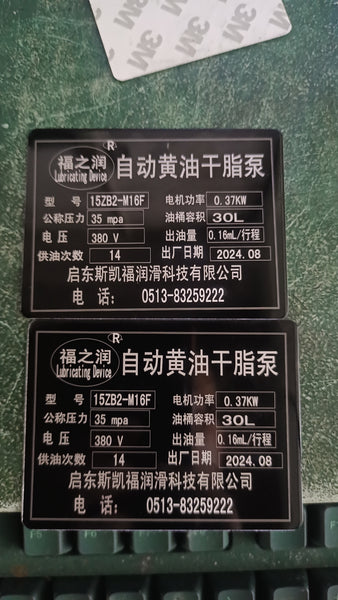 3M
3M
3M
3M
福之润 ® 自动黄油干脂泵
Lubricating Device
型 号 15ZB2-M16F 电机功率 0.37KW
公称压力 35 mpa 油桶容积 30L
电 压 380 V 出油量 0.16mL/行程
供油次数 14 出厂日期 2024.08
启东斯凯福润滑科技有限公司
电 话： 0513-83259222
福之润 ® 自动黄油干脂泵
Lubricating Device
型 号 15ZB2-M16F 电机功率 0.37KW
公称压力 35 mpa 油桶容积 30L
电 压 380 V 出油量 0.16mL/行程
供油次数 14 出厂日期 2024.08
启东斯凯福润滑科技有限公司
电 话： 0513-83259222
F5 F6 F7 F8